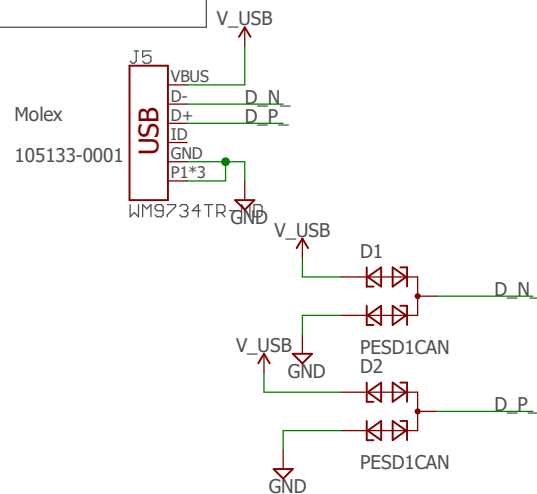 V_USB
J5
VBUS
D-
D_N_
Molex
D+
D_P_
USB
ID
105133-0001
GND
P1*3
WM9734TR-ND
GND
V_USB
D1
D_N_
PESD1CAN
V_USB
D2
GND
D_P_
PESD1CAN
GND